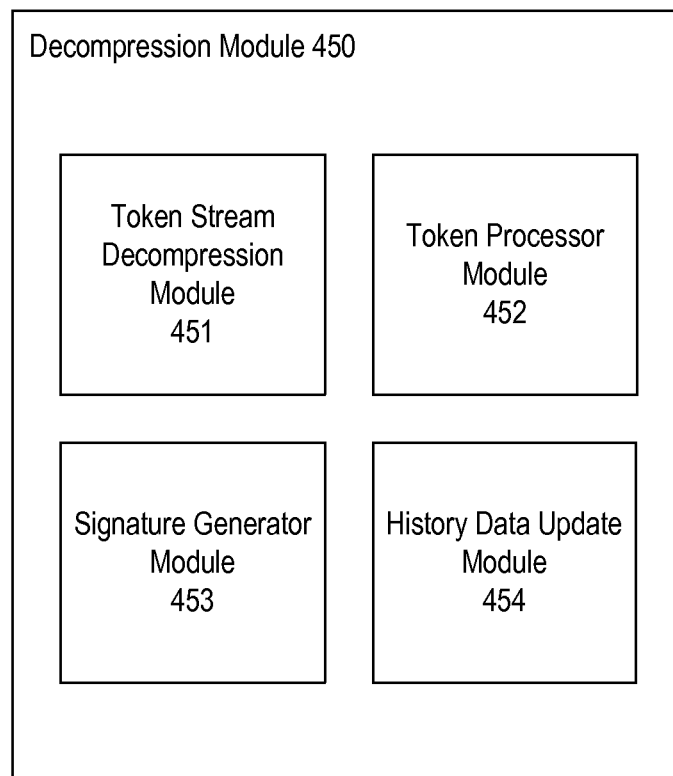 Decompression Module 450
Token Stream
Decompression
Module
451
Token Processor
Module
452
Signature Generator
Module
453
History Data Update
Module
454